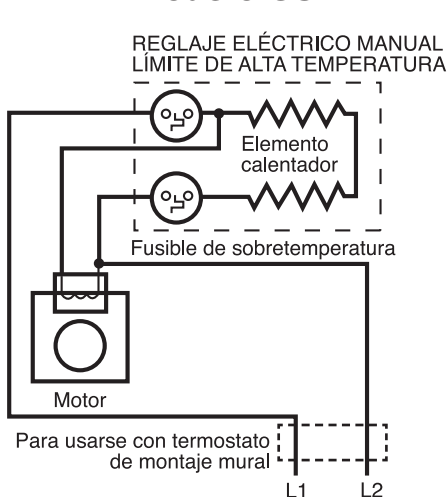 REGLAJE ELÉCTRICO MANUAL
LÍMITE DE ALTA TEMPERATURA
Elemento
calentador
Fusible de sobretemperatura
Motor
Para usarse con termostato
de montaje mural
L1 L2